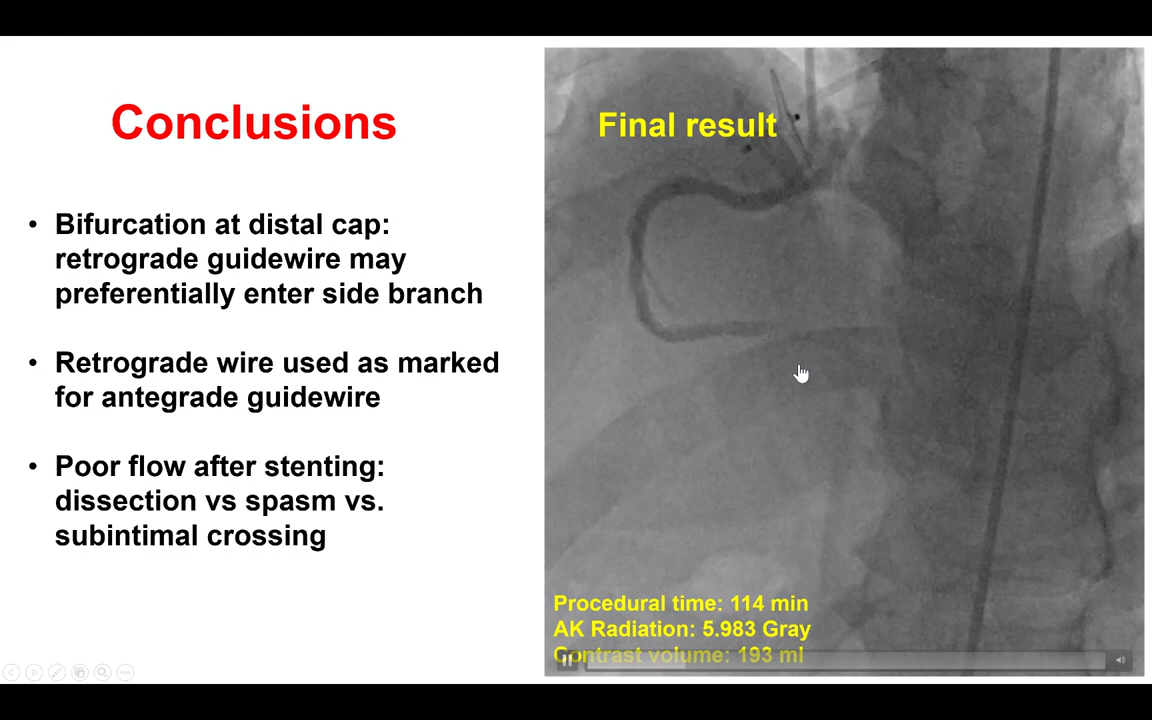 Conclusions
• Bifurcation at distal cap:
retrograde guidewire may
preferentially enter side branch
• Retrograde wire used as marked
for antegrade guidewire
• Poor flow after stenting:
dissection vs spasm vs.
subintimal crossing
Final result
Procedural time: 114 min
AK Radiation: 5.983 Gray
Contrast volume: 193 ml